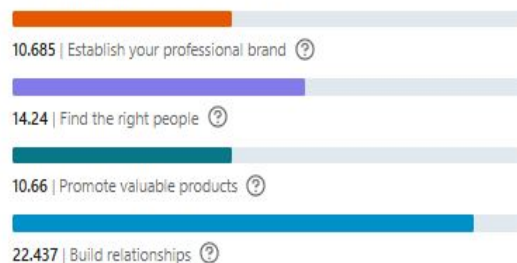 10.685 | Establish your professional brand ?
14.24 | Find the right people ?
10.66 | Promote valuable products ?
22.437 | Build relationships ?